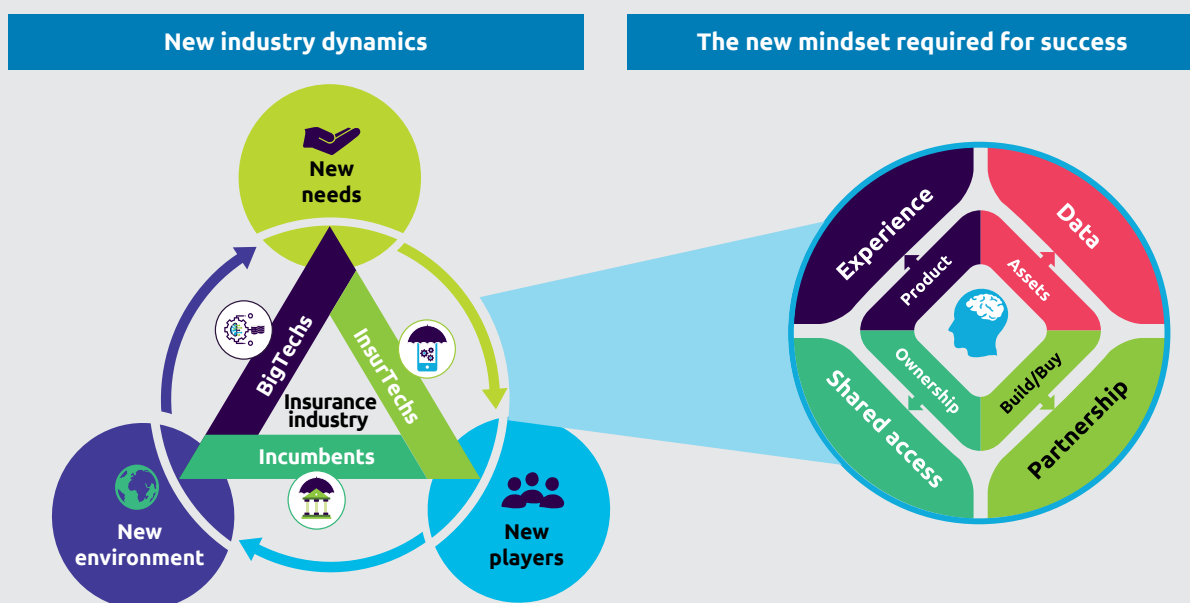 New industry dynamics
The new mindset required for success
New
needs
BigTechs
InsurTechs
Insurance
industry
Incumbents
New
environment
New
players
Experience
Data
Product
Assets
Ownership
Build/Buy
Shared access
Partnership